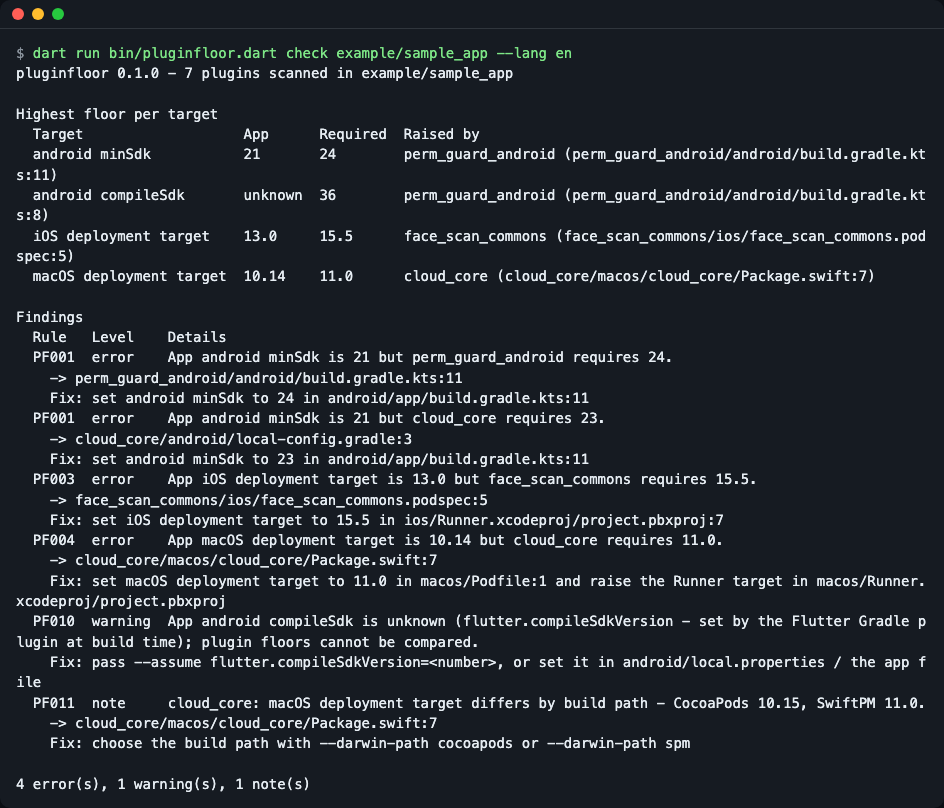 $ dart run bin/pluginfloor.dart check example/sample_app --lang en
pluginfloor 0.1.0 – 7 plugins scanned in example/sample_app
Highest floor per target
Target App Required Raised by
android minSdk 21 24 perm_guard_android (perm_guard_android/android/build.gradle.kt
s:11)
android compileSdk unknown 36 perm_guard_android (perm_guard_android/android/build.gradle.kt
s:8)
iOS deployment target 13.0 15.5 face_scan_commons (face_scan_commons/ios/face_scan_commons.pod
spec:5)
macOS deployment target 10.14 11.0 cloud_core (cloud_core/macos/cloud_core/Package.swift:7)
Findings
Rule Level Details
PF001 error App android minSdk is 21 but perm_guard_android requires 24.
–> perm_guard_android/android/build.gradle.kts:11
Fix: set android minSdk to 24 in android/app/build.gradle.kts:11
PF001 error App android minSdk is 21 but cloud_core requires 23.
–> cloud_core/android/local-config.gradle:3
Fix: set android minSdk to 23 in android/app/build.gradle.kts:11
PF003 error App iOS deployment target is 13.0 but face_scan_commons requires 15.5.
–> face_scan_commons/ios/face_scan_commons.podspec:5
Fix: set iOS deployment target to 15.5 in ios/Runner.xcodeproj/project.pbxproj:7
PF004 error App macOS deployment target is 10.14 but cloud_core requires 11.0.
–> cloud_core/macos/cloud_core/Package.swift:7
Fix: set macOS deployment target to 11.0 in macos/Podfile:1 and raise the Runner target in macos/Runner.
xcodeproj/project.pbxproj
PF010 warning App android compileSdk is unknown (flutter.compileSdkVersion – set by the Flutter Gradle p
lugin at build time); plugin floors cannot be compared.
Fix: pass --assume flutter.compileSdkVersion=<number>, or set it in android/local.properties / the app f
ile
PF011 note cloud_core: macOS deployment target differs by build path – CocoaPods 10.15, SwiftPM 11.0.
–> cloud_core/macos/cloud_core/Package.swift:7
Fix: choose the build path with --darwin-path cocoapods or --darwin-path spm
4 error(s), 1 warning(s), 1 note(s)